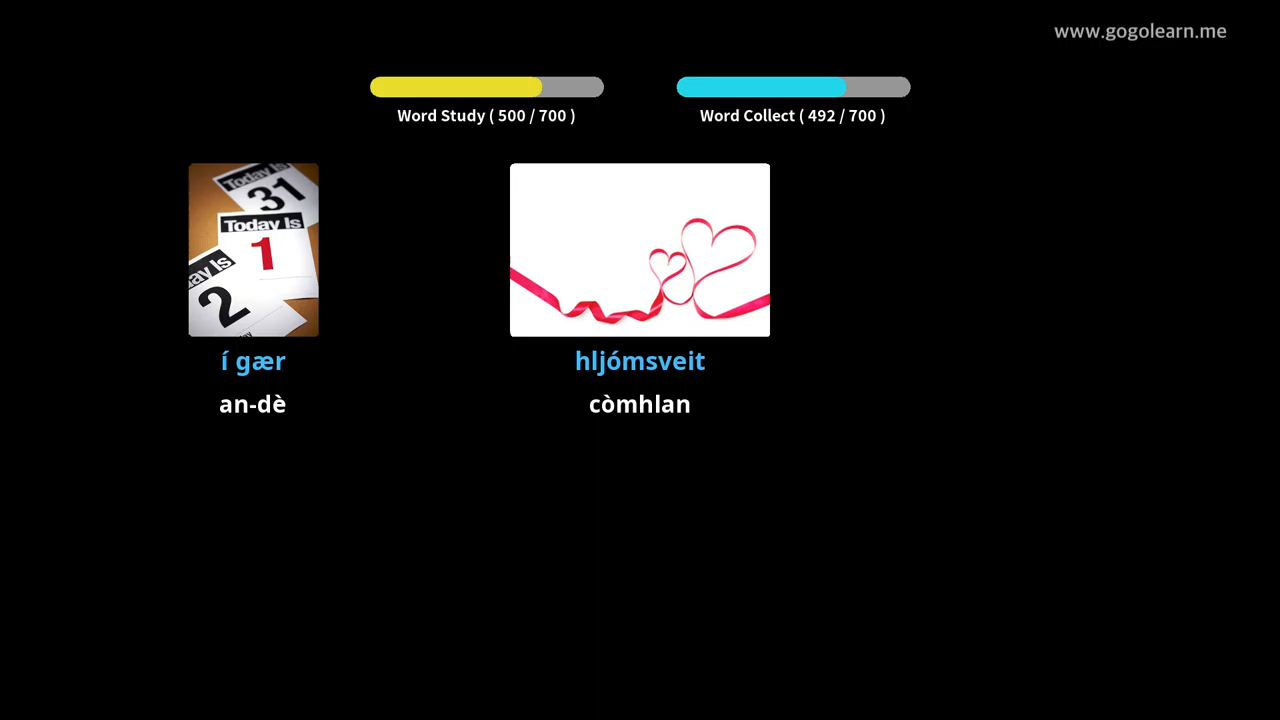 www.gogolearn.me
Word Study ( 500 / 700 )
Word Collect ( 492 / 700 )
Today Is
31
Today Is
1
ay Is
2
í gær
hljómsveit
an-dè
còmhlan